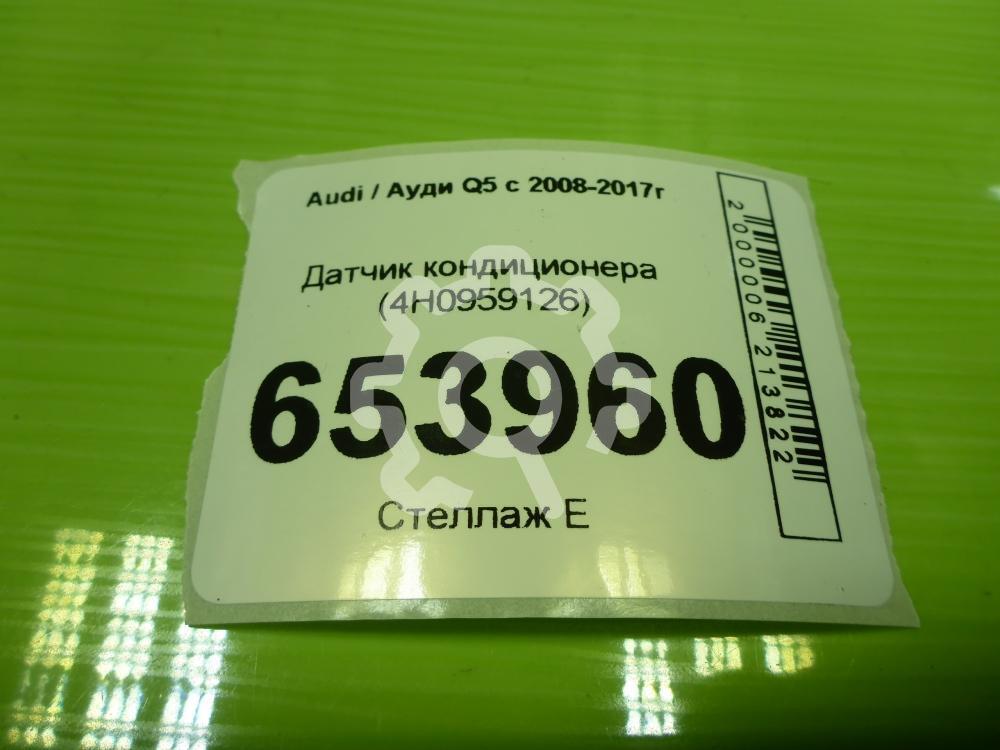 Audi / Ауди Q5 с 2008-2017г
Датчик кондиционера
(4H0959126)
653960
Стеллаж Е
2000006213822